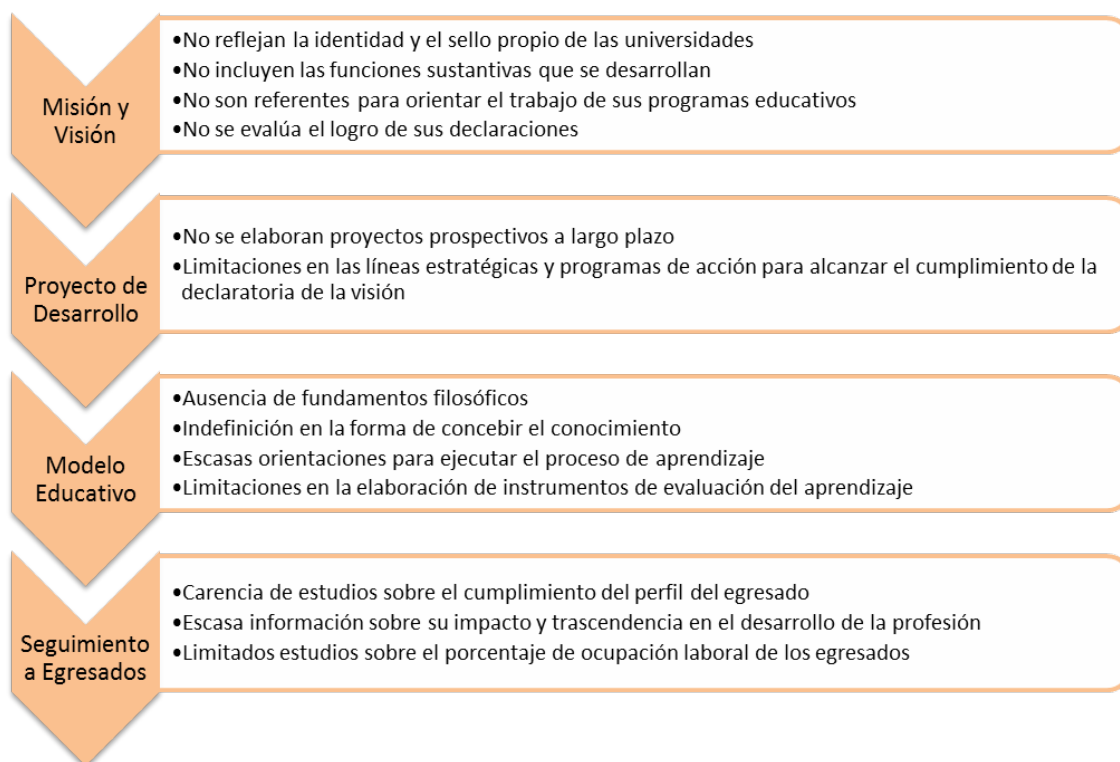 Misión y
Visión
•No reflejan la identidad y el sello propio de las universidades
•No incluyen las funciones sustantivas que se desarrollan
•No son referentes para orientar el trabajo de sus programas educativos
•No se evalúa el logro de sus declaraciones
Proyecto de
Desarrollo
•No se elaboran proyectos prospectivos a largo plazo
•Limitaciones en las líneas estratégicas y programas de acción para alcanzar el cumplimiento de la
declaratoria de la visión
Modelo
Educativo
•Ausencia de fundamentos filosóficos
•Indefinición en la forma de concebir el conocimiento
•Escasas orientaciones para ejecutar el proceso de aprendizaje
•Limitaciones en la elaboración de instrumentos de evaluación del aprendizaje
Seguimiento
a Egresados
•Carencia de estudios sobre el cumplimiento del perfil del egresado
•Escasa información sobre su impacto y trascendencia en el desarrollo de la profesión
•Limitados estudios sobre el porcentaje de ocupación laboral de los egresados